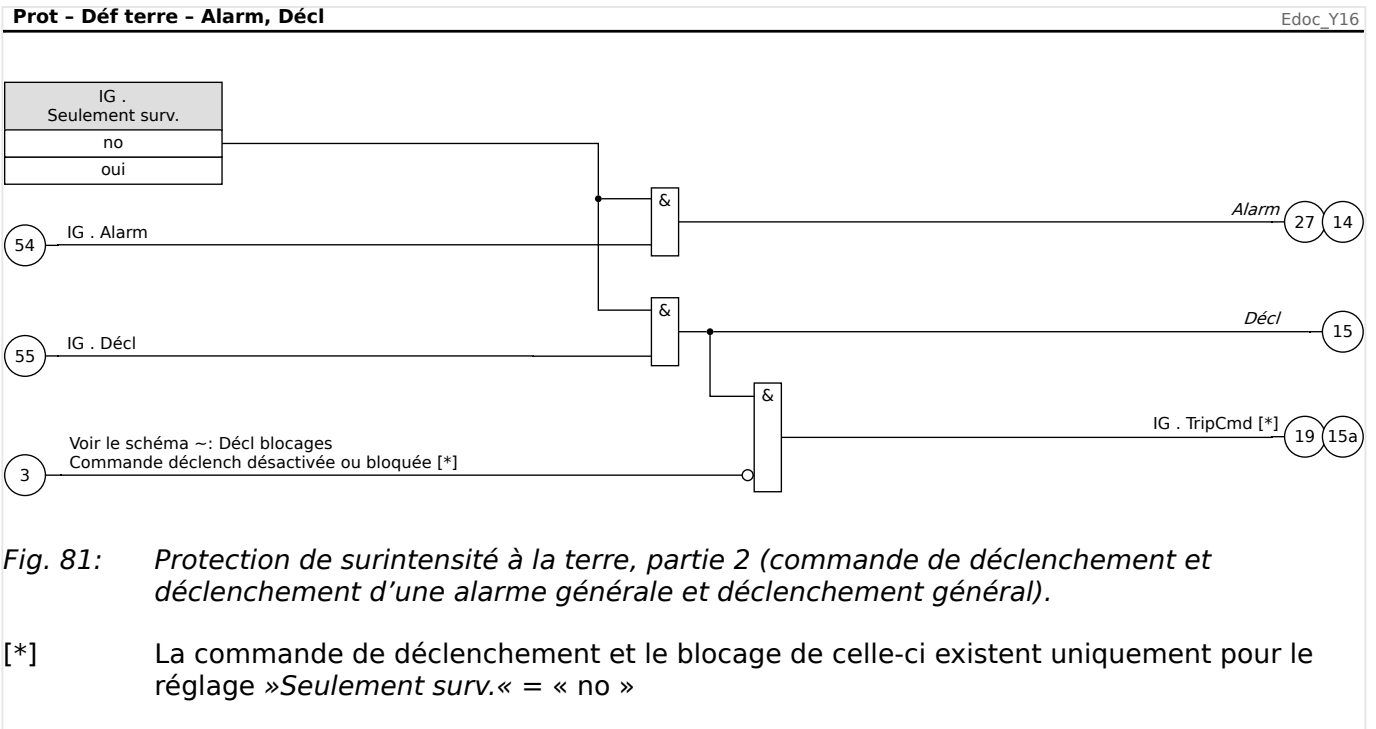 Prot – Déf terre – Alarm, Décl
Edoc_Y16
IG .
Seulement surv.
no
oui
&
Alarm
27
14
54
IG . Alarm
&
Décl
15
55
IG . Décl
&
IG . TripCmd [*]
19
15a
3
Voir le schéma ~: Décl blocages
Commande déclench désactivée ou bloquée [*]
Fig. 81: Protection de surintensité à la terre, partie 2 (commande de déclenchement et
déclenchement d’une alarme générale et déclenchement général).
[*] La commande de déclenchement et le blocage de celle-ci existent uniquement pour le
réglage »Seulement surv.« = « no »